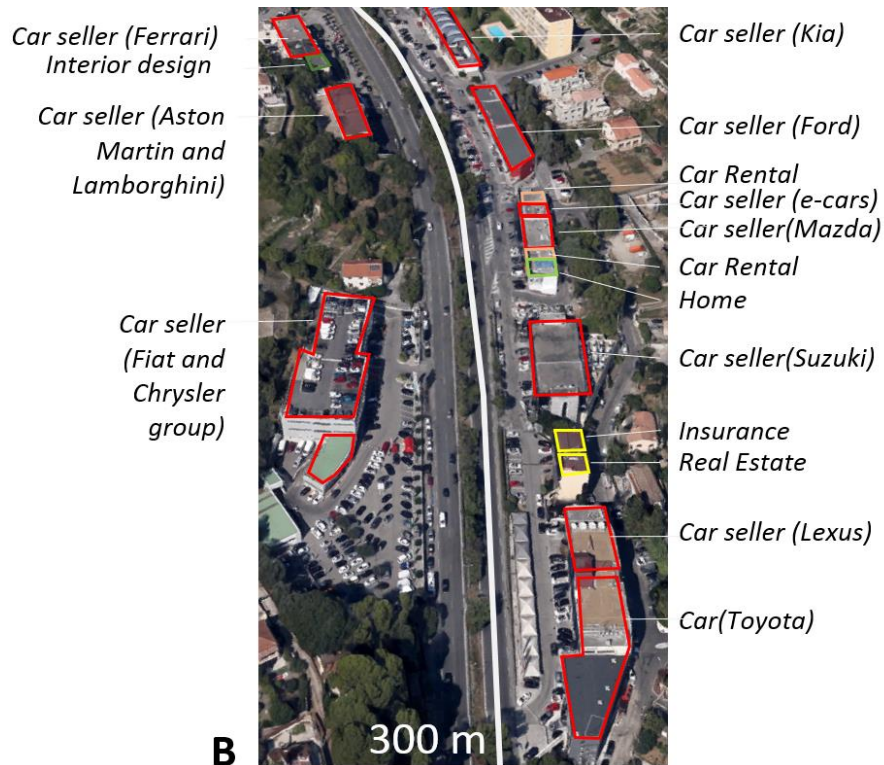 Car seller (Ferrari)
Interior design
Car seller (Aston
Martin and
Lamborghini)
Car seller
(Fiat and
Chrysler
group)
Car seller (Kia)
Car seller (Ford)
Car Rental
Car seller (e-cars)
Car seller(Mazda)
Car Rental
Home
Car seller(Suzuki)
Insurance
Real Estate
Car seller (Lexus)
Car(Toyota)
B
300 m